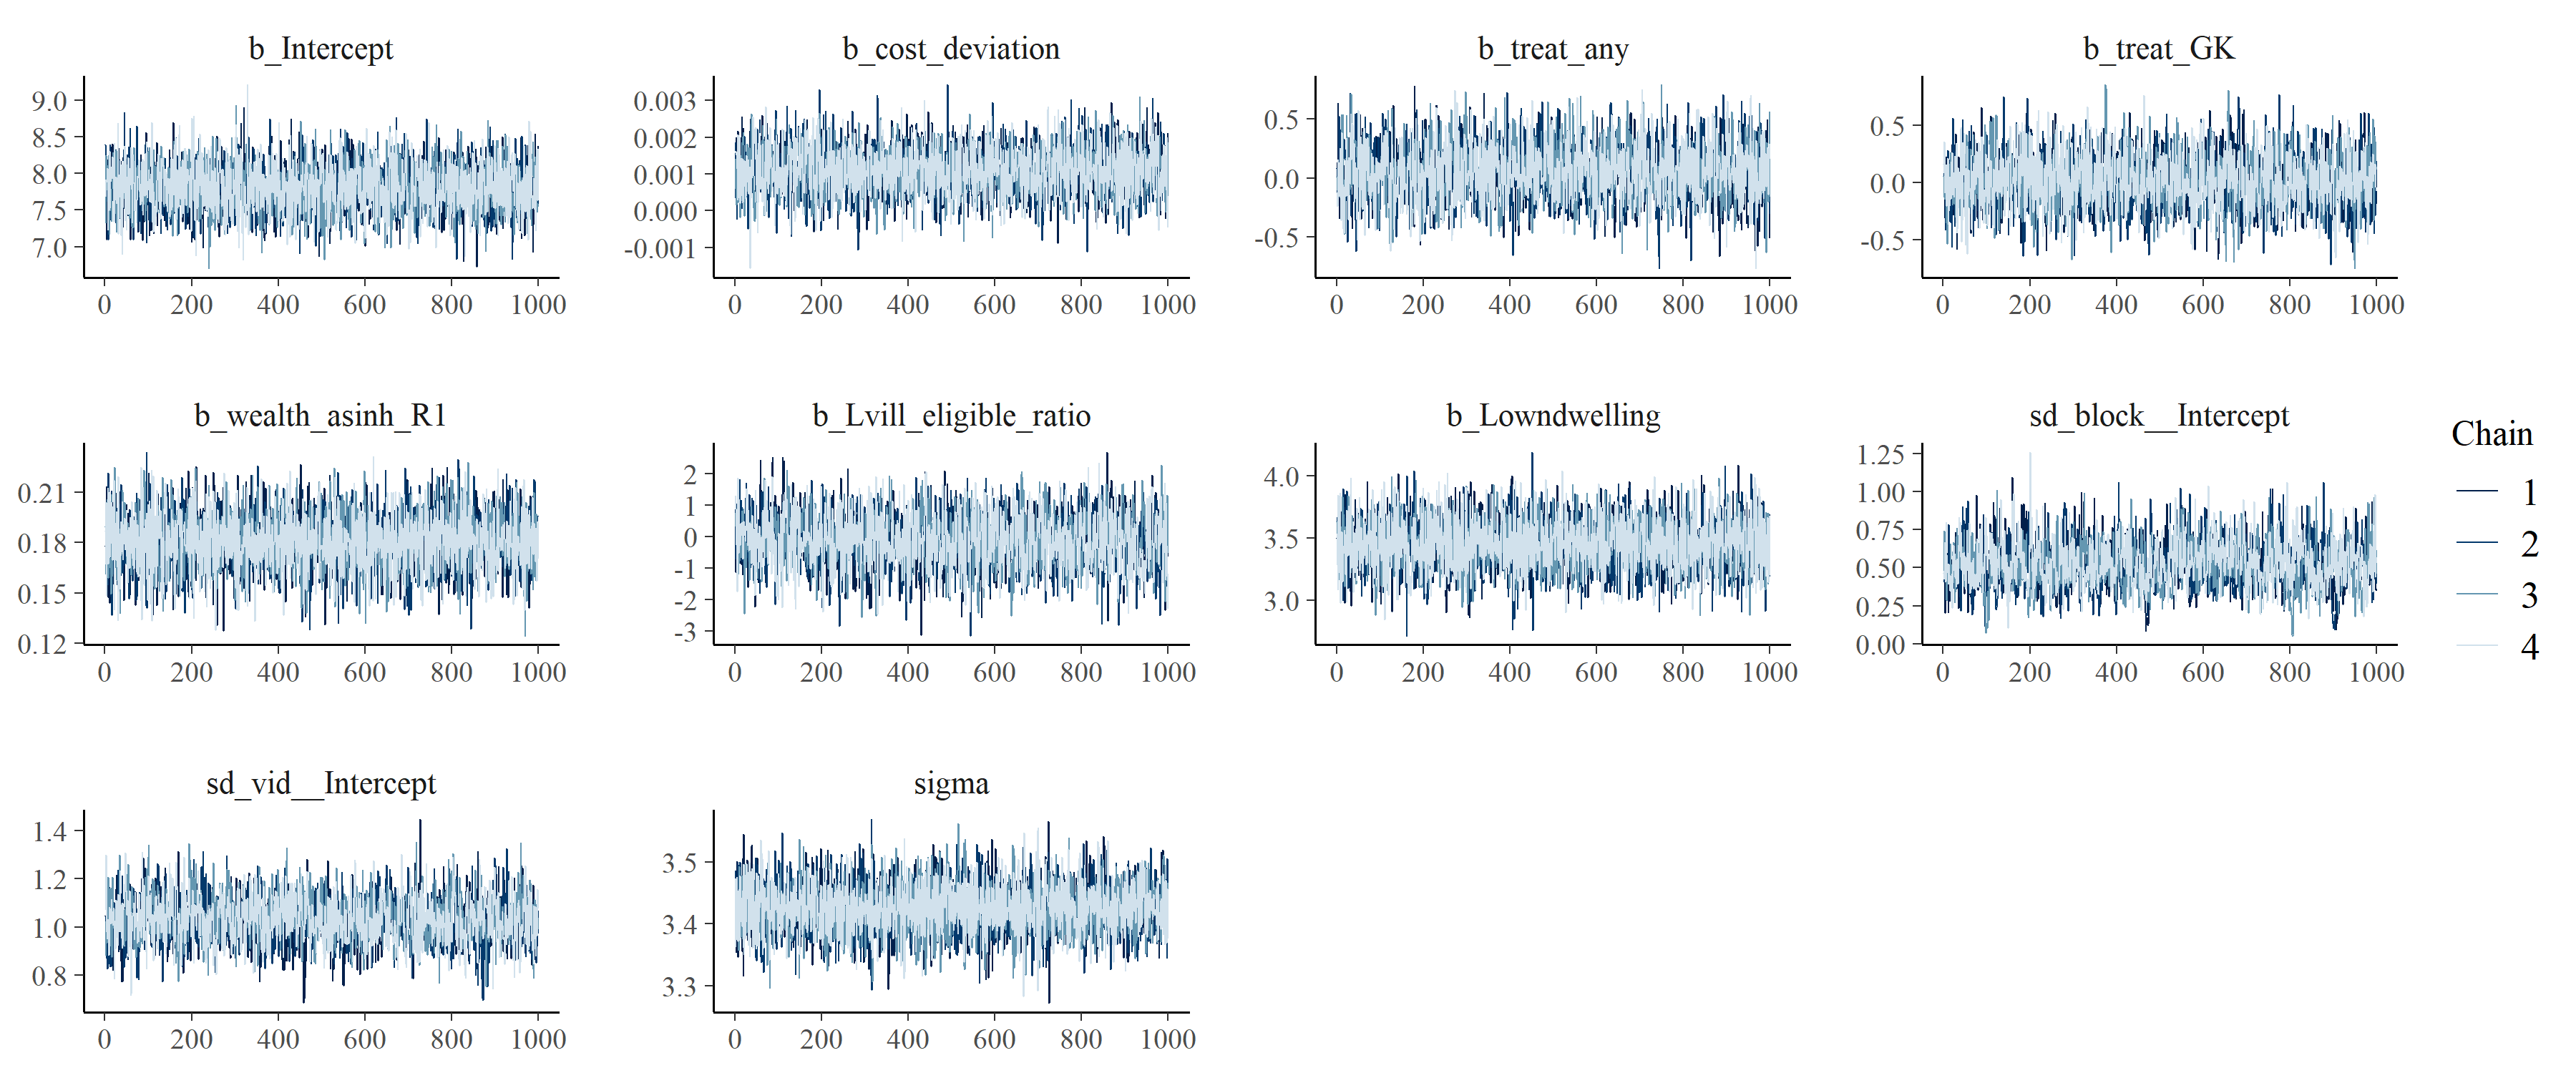 b_Intercept
9.0
8.5
8.0
7.5
7.0
0 200 400 600 800 1000
b_cost_deviation
0.003
0.002
0.001
0.000
-0.001
0 200 400 600 800 1000
b_treat_any
0.5
0.0
-0.5
0 200 400 600 800 1000
b_treat_GK
0.5
0.0
-0.5
0 200 400 600 800 1000
b_wealth_asinh_R1
0.21
0.18
0.15
0.12
0 200 400 600 800 1000
b_Lvill_eligible_ratio
2
1
0
-1
-2
-3
0 200 400 600 800 1000
b_Lowndwelling
4.0
3.5
3.0
0 200 400 600 800 1000
sd_block__Intercept
1.25
1.00
0.75
0.50
0.25
0.00
0 200 400 600 800 1000
Chain
1
2
3
4
sd_vid__Intercept
1.4
1.2
1.0
0.8
0 200 400 600 800 1000
sigma
3.5
3.4
3.3
0 200 400 600 800 1000